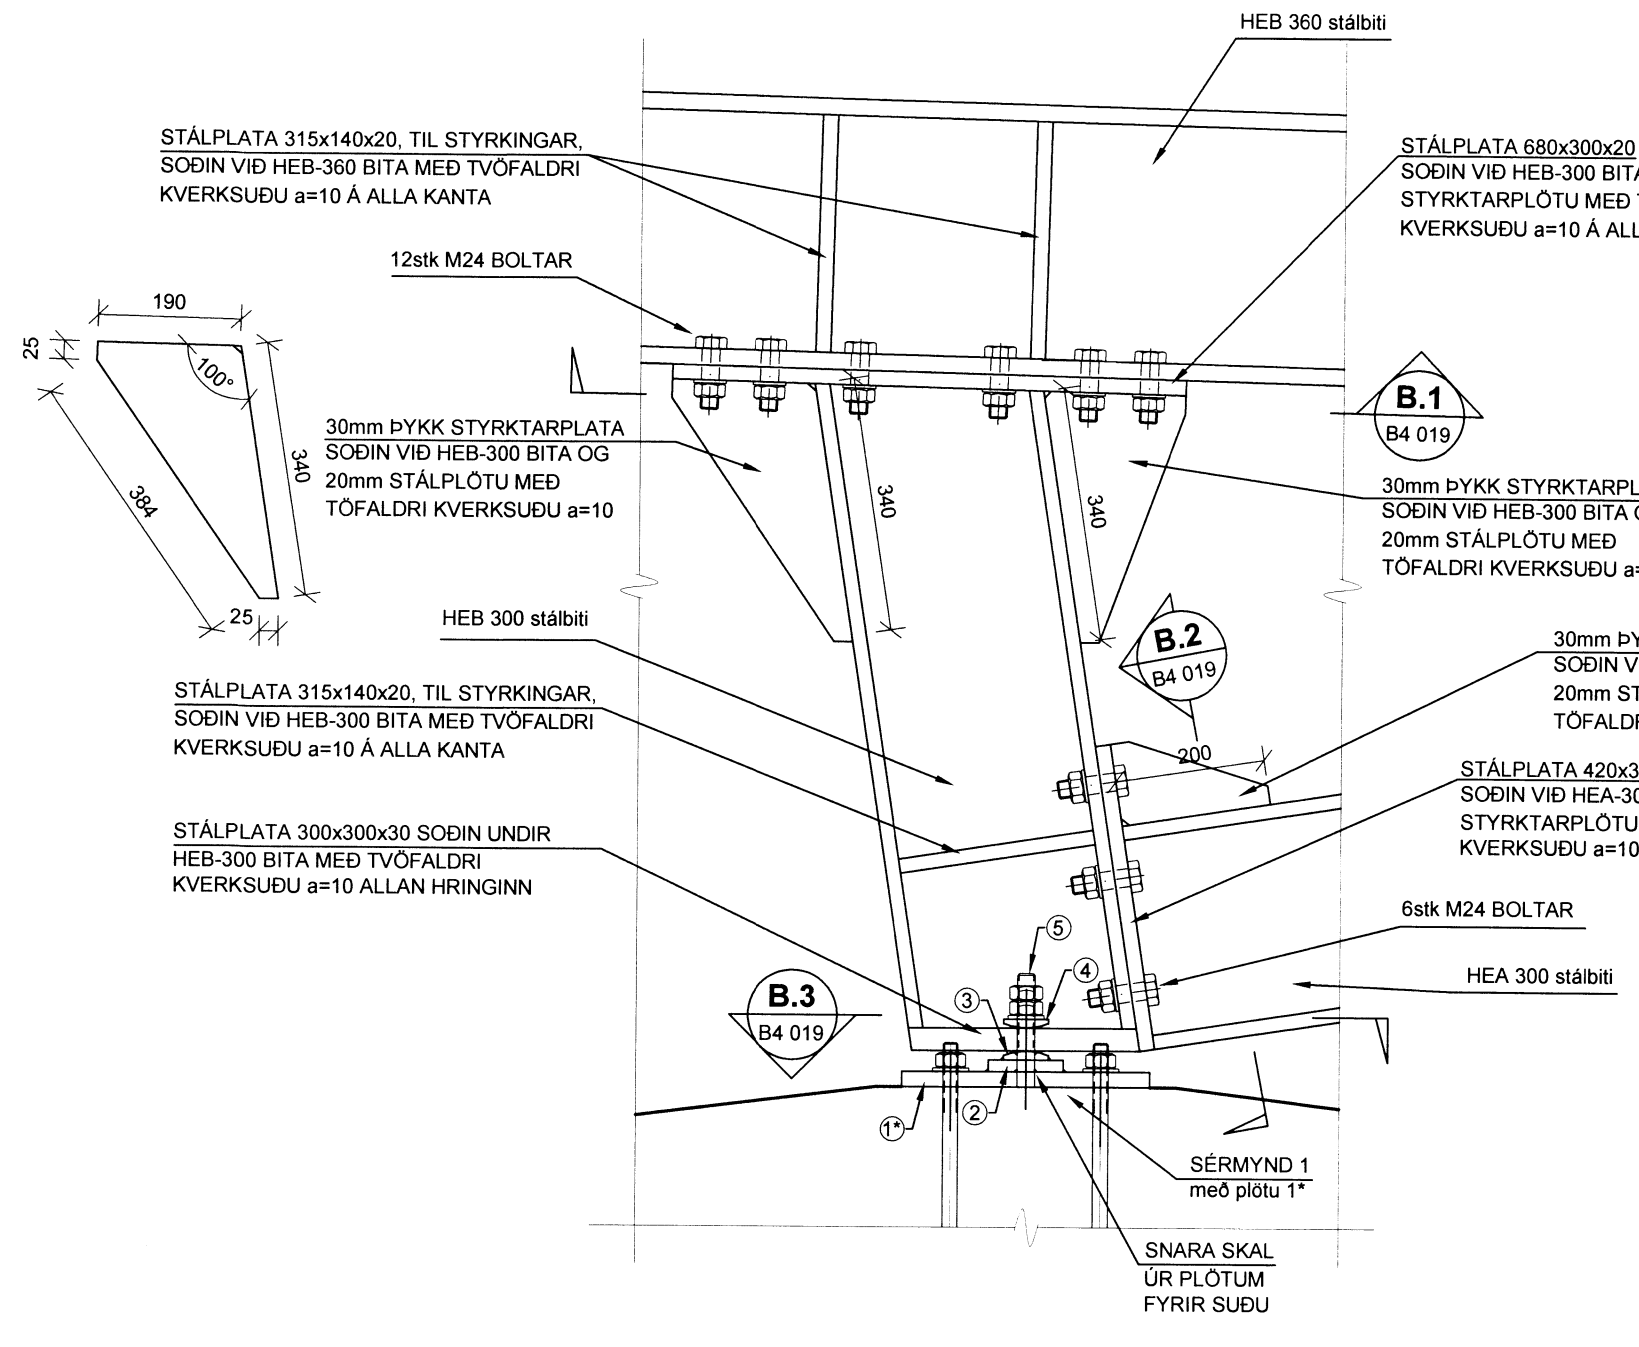 HEB 360 stálbiti
STÁLPLATA 315x140x20, TIL STYRKINGAR,
SOÐIN VIÐ HEB-360 BITA MEÐ TVÖFALDRI
KVERKSUÐU a=10 Á ALLA KANTA
STÁLPLATA 680x300x20
SOÐIN VIÐ HEB-300 BITA
STYRKTARPLÖTU MEÐ
KVERKSUÐU a=10 Á ALL
12stk M24 BOLTAR
190
25
100°
340
384
25
B.1
B4 019
30mm ÞYKK STYRKTARPLATA
SOÐIN VIÐ HEB-300 BITA OG
20mm STÁLPLÖTU MEÐ
TÖFALDRI KVERKSUÐU a=10
340
340
30mm ÞYKK STYRKTARPL
SOÐIN VIÐ HEB-300 BITA
20mm STÁLPLÖTU MEÐ
TÖFALDRI KVERKSUÐU a=
HEB 300 stálbiti
B.2
B4 019
30mm ÞY
SOÐIN V
20mm ST
TÖFALDR
STÁLPLATA 315x140x20, TIL STYRKINGAR,
SOÐIN VIÐ HEB-300 BITA MEÐ TVÖFALDRI
KVERKSUÐU a=10 Á ALLA KANTA
200
STÁLPLATA 420x3
SOÐIN VIÐ HEA-30
STYRKTARPLÖTU
KVERKSUÐU a=10
STÁLPLATA 300x300x30 SOÐIN UNDIR
HEB-300 BITA MEÐ TVÖFALDRI
KVERKSUÐU a=10 ALLAN HRINGINN
6stk M24 BOLTAR
HEA 300 stálbiti
5
4
3
B.3
B4 019
2
1*
SÉRMYND 1
með plötu 1*
SNARA SKAL
ÚR PLÖTUM
FYRIR SUÐU